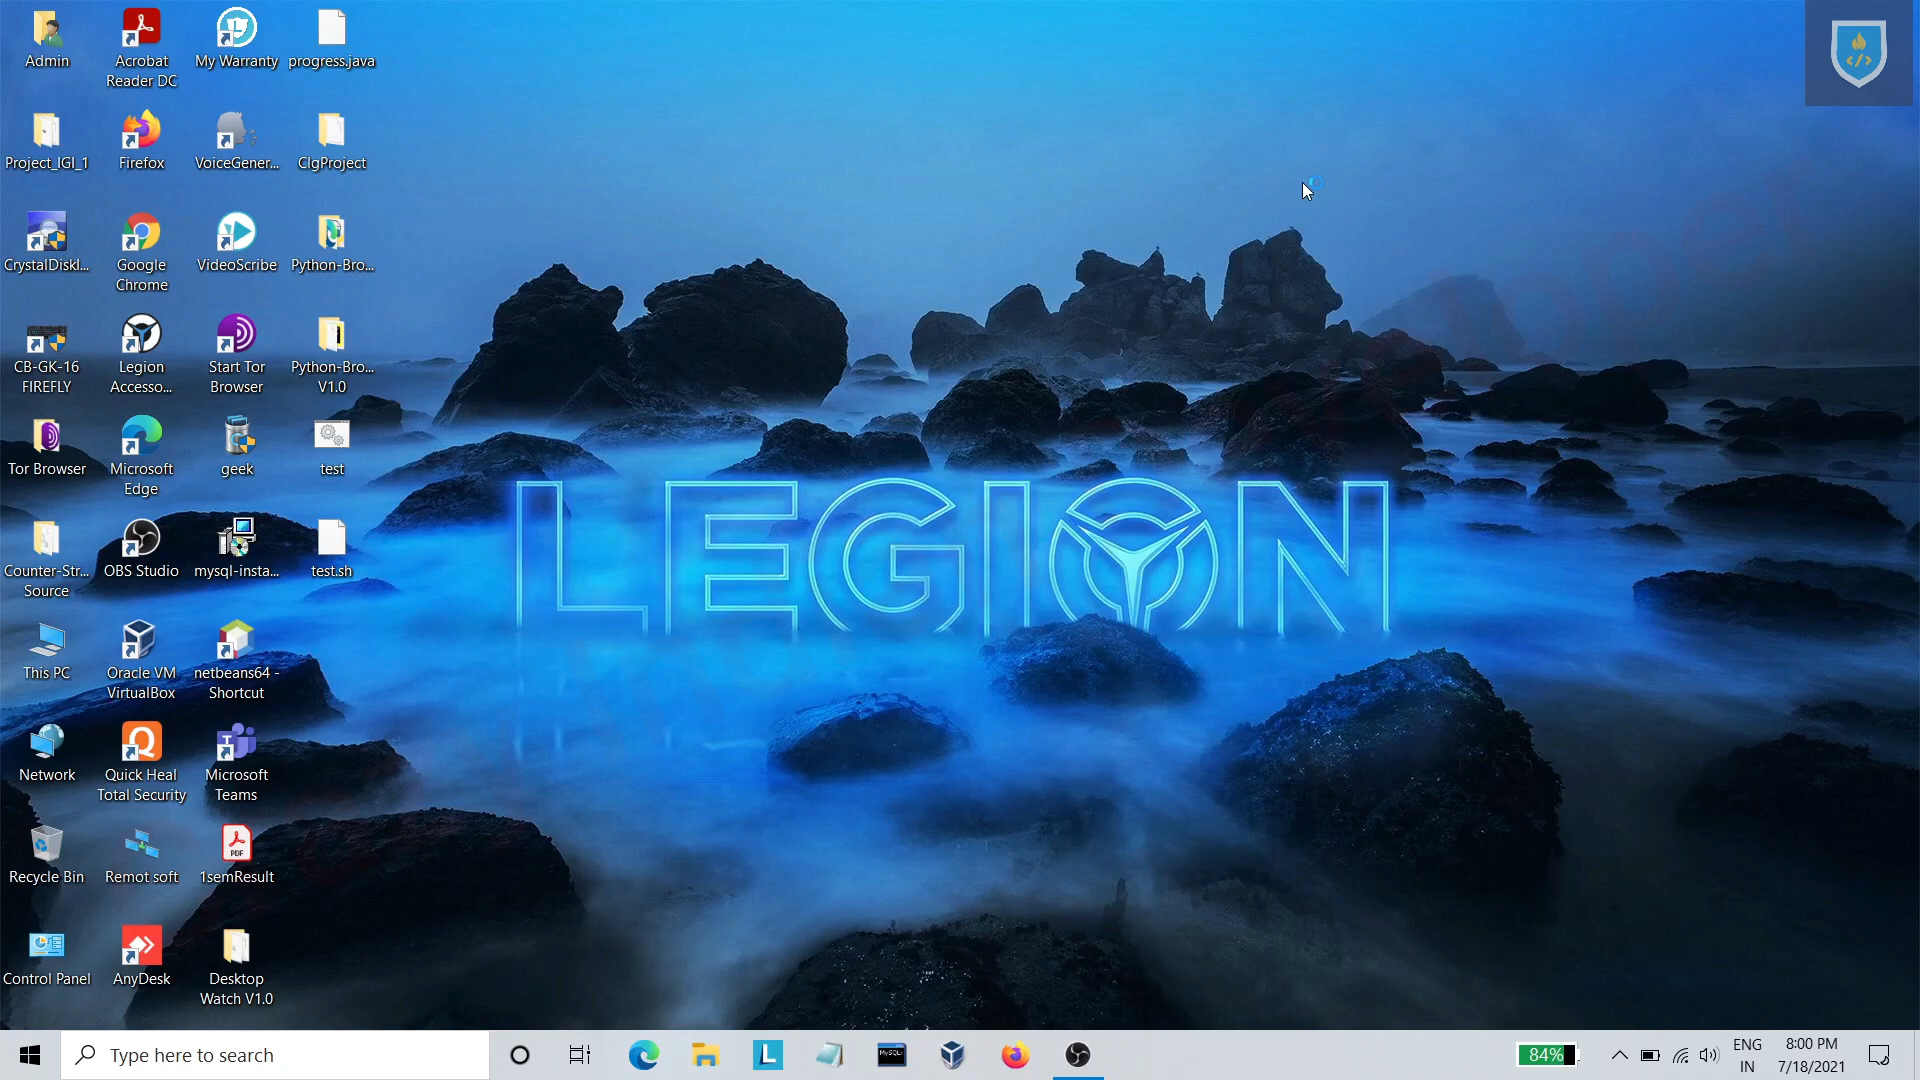 Admin
Acrobat
Reader DC
My Warranty
progress.java
Project_IGI_1
Firefox
VoiceGener...
ClgProject
CrystalDiskI...
Google
Chrome
VideoScribe
Python-Bro...
CB-GK-16
FIREFLY
Legion
Accesso...
Start Tor
Browser
Python-Bro...
V1.0
Tor Browser
Microsoft
Edge
geek
test
Counter-Str...
Source
OBS Studio
mysql-insta...
test.sh
This PC
Oracle VM
VirtualBox
netbeans64 -
Shortcut
Network
Quick Heal
Total Security
Microsoft
Teams
Recycle Bin
Remot soft
PDF
1semResult
Control Panel
AnyDesk
Desktop
Watch V1.0
LEGION
Type here to search
L
MySQL
84%
ENG
IN
8:00 PM
7/18/2021